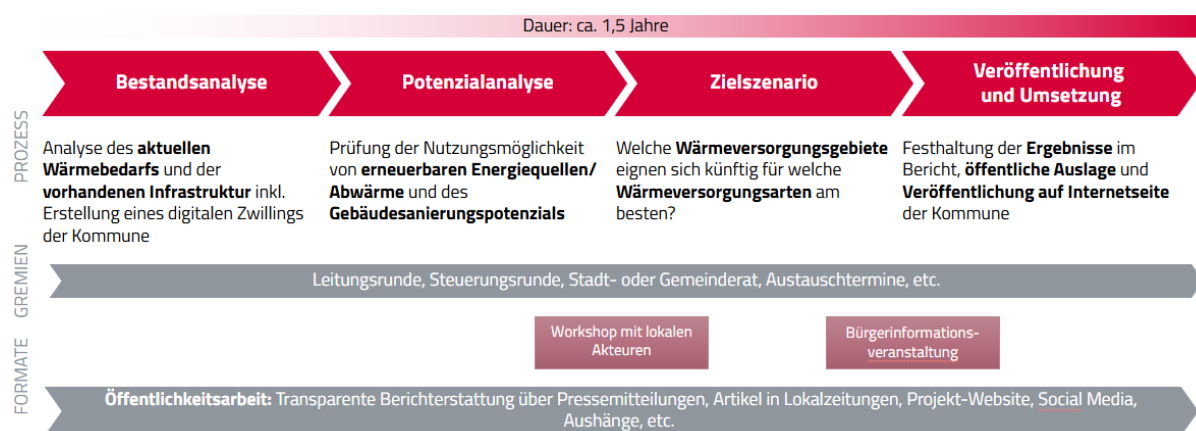 Dauer: ca. 1,5 Jahre
Bestandsanalyse
Potenzialanalyse
Zielszenario
Veröffentlichung
und Umsetzung
PROZESS
Analyse des aktuellen
Wärmebedarfs und der
vorhandenen Infrastruktur inkl.
Erstellung eines digitalen Zwillings
der Kommune
Prüfung der Nutzungsmöglichkeit
von erneuerbaren Energiequellen/
Abwärme und des
Gebäudesanierungspotenzials
Welche Wärmeversorgungsgebiete
eignen sich künftig für welche
Wärmeversorgungsarten am
besten?
Festhaltung der Ergebnisse im
Bericht, öffentliche Auslage und
Veröffentlichung auf Internetseite
der Kommune
GREMIEN
Leitungsrunde, Steuerungsrunde, Stadt- oder Gemeinderat, Austauschtermine, etc.
FORMATE
Workshop mit lokalen
Akteuren
Bürgerinformations-
veranstaltung
Öffentlichkeitsarbeit: Transparente Berichterstattung über Pressemitteilungen, Artikel in Lokalzeitungen, Projekt-Website, Social Media,
Aushänge, etc.